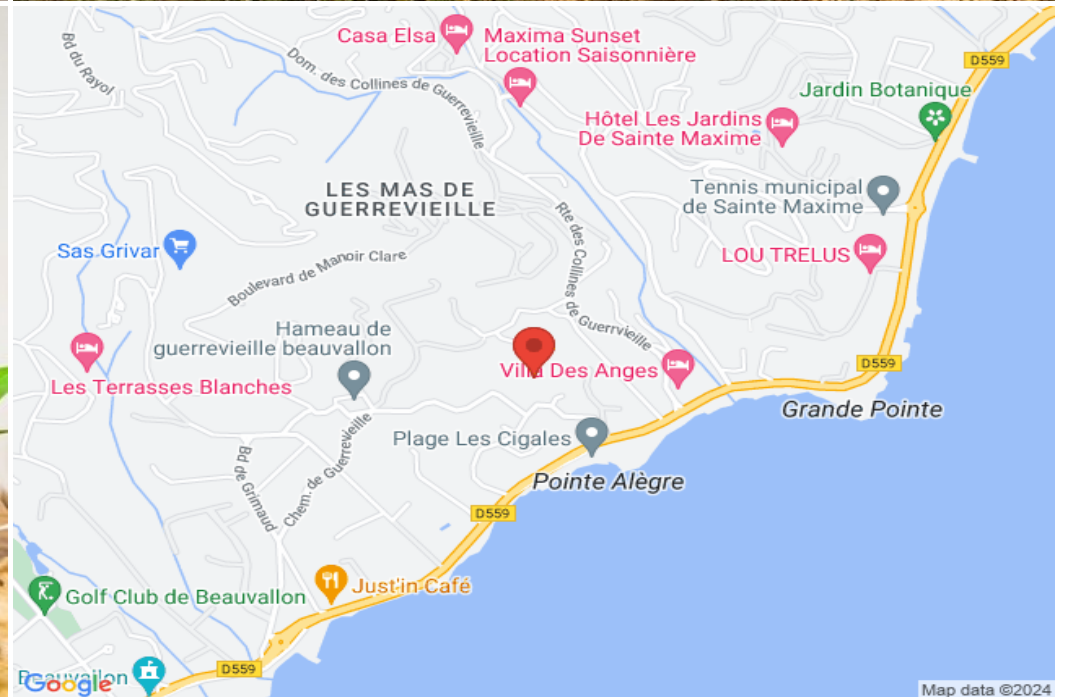 Casa Elsa
Maxima Sunset
Location Saisonnière
D559
Bd du Rayol
Dom. des Collines de Guerrevieille
Jardin Botanique
Hôtel Les Jardins
De Sainte Maxime
LES MAS DE
GUERREVIEILLE
Tennis municipal
de Sainte Maxime
Sas Grivar
Rte des Collines de Guerrvieille
LOU TRELUS
Boulevard de Manoir Clare
Hameau de
guerrevieille beauvallon
Les Terrasses Blanches
Villa Des Anges
D559
Grande Pointe
Plage Les Cigales
Pointe Alègre
Bd de Grimaud
Chem. de Guerrevieille
D559
Just'in Café
Golf Club de Beauvallon
D559
Beauvallon
Google
Map data ©2024